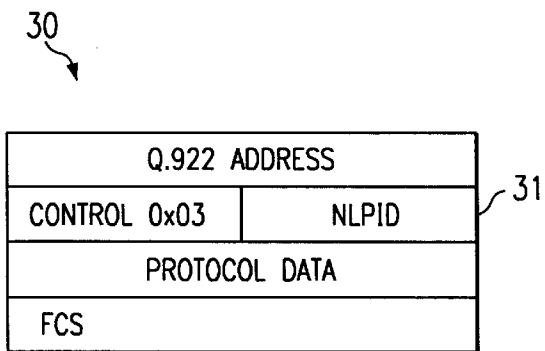 30
Q.922 ADDRESS
CONTROL 0x03 NLPID
31
PROTOCOL DATA
FCS